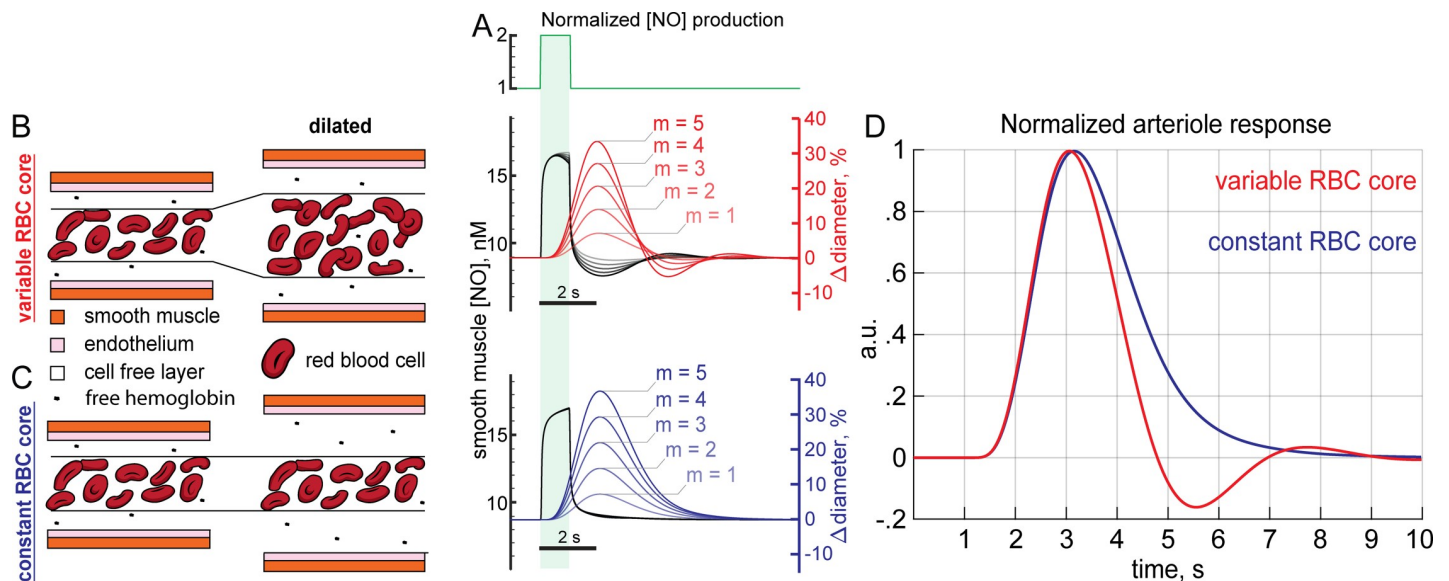 A
Normalized [NO] production
2
1
B
variable RBC core
dilated
smooth muscle
endothelium
cell free layer
free hemoglobin
red blood cell
C
constant RBC core
smooth muscle [NO], nM
15
10
m = 5
m = 4
m = 3
m = 2
m = 1
2 s
40
30
20
10
0
-10
Δ diameter, %
15
10
m = 5
m = 4
m = 3
m = 2
m = 1
2 s
40
30
20
10
0
-10
Δ diameter, %
D
Normalized arteriole response
variable RBC core
constant RBC core
a.u.
1
.8
.6
.4
.2
0
-.2
1 2 3 4 5 6 7 8 9 10
time, s